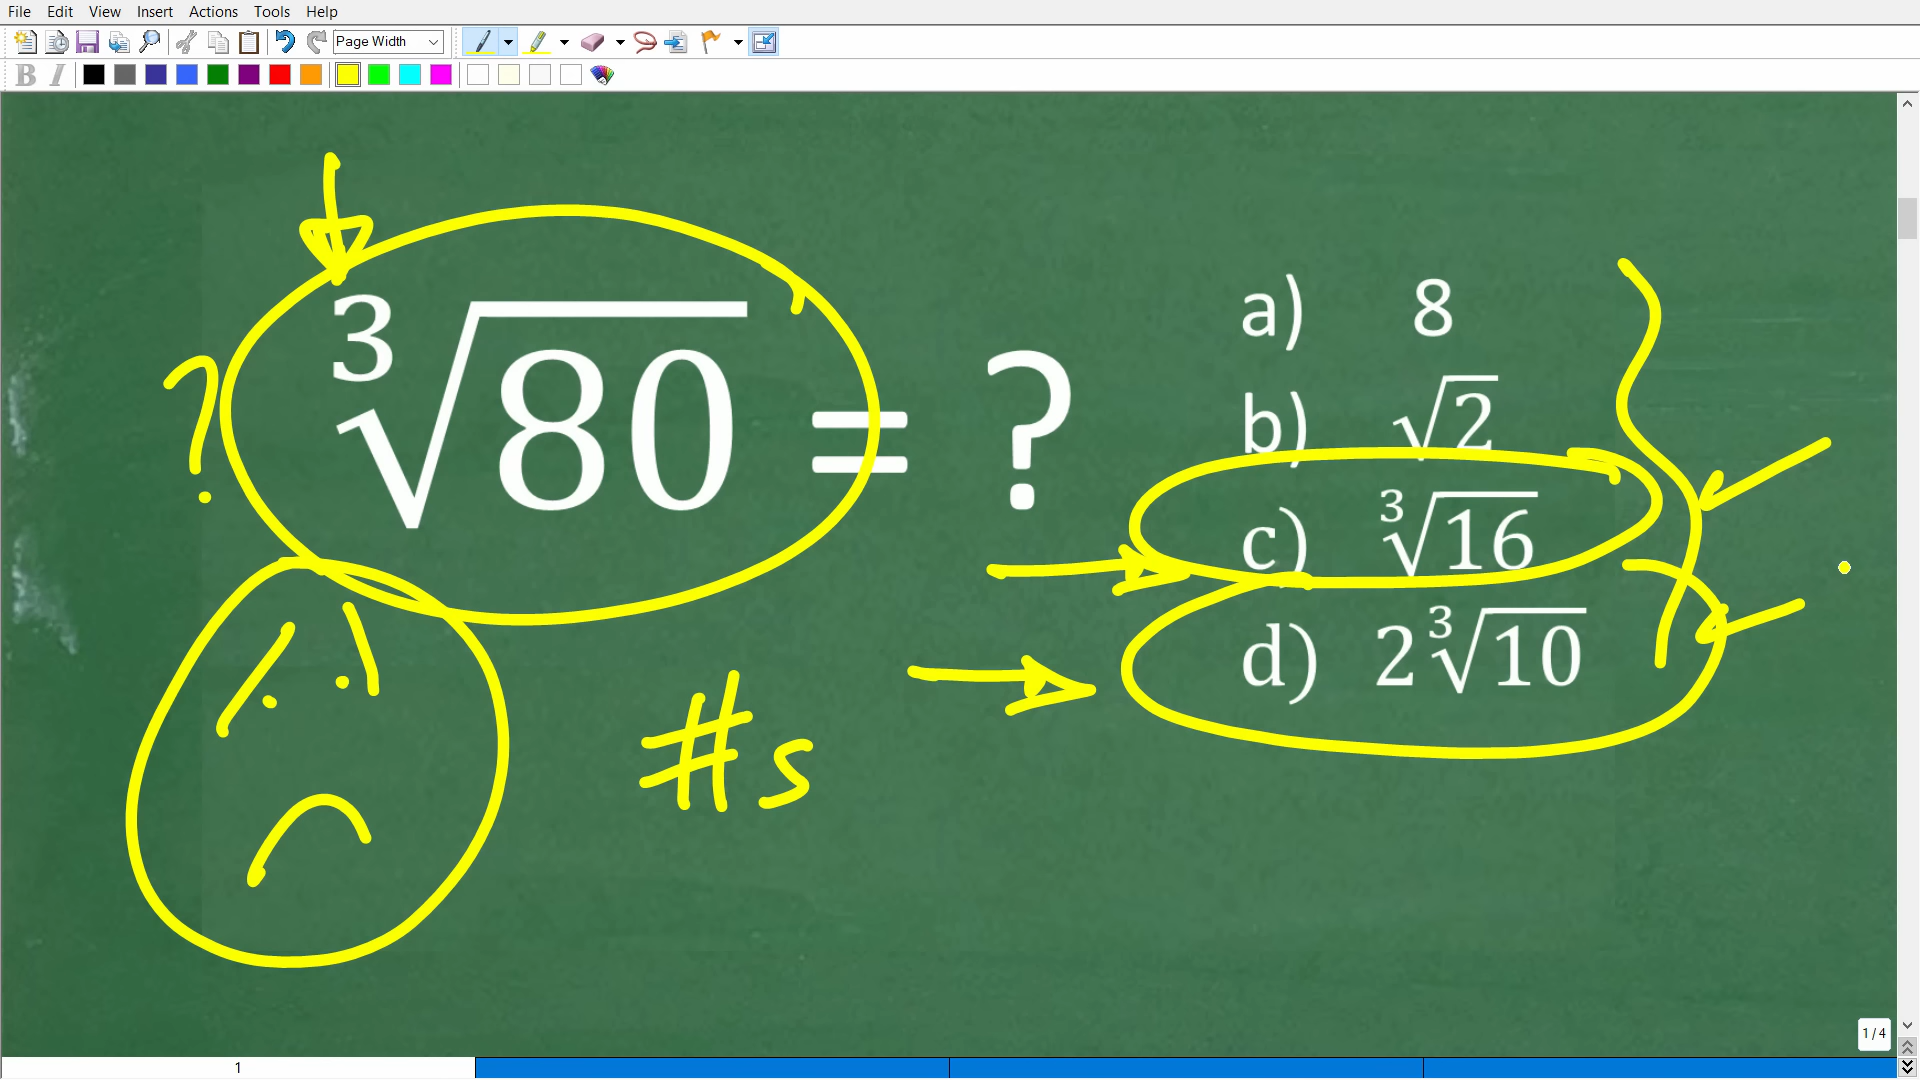 File Edit View Insert Actions Tools Help
Page Width
B I
∛80 = ?
a) 8
b) √2
c) ∛16
d) 2∛10
?
#s
1 / 4
1